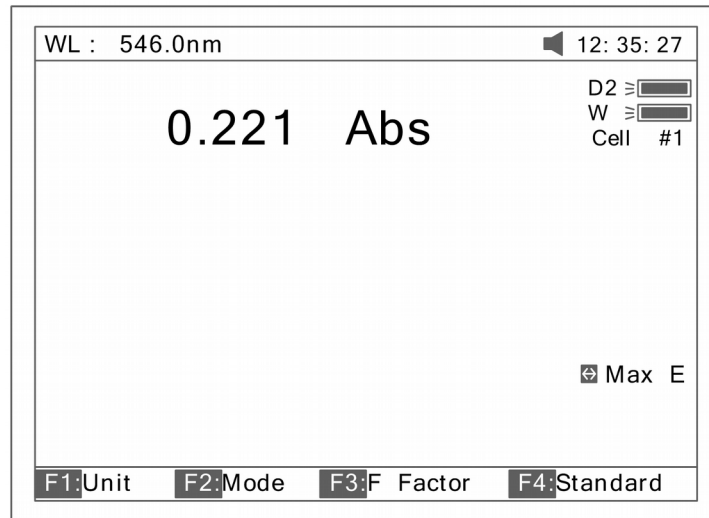 WL : 546.0nm 12: 35: 27
D2
0.221 Abs
W
Cell #1
Max E
F1:Unit F2:Mode F3:F Factor F4:Standard